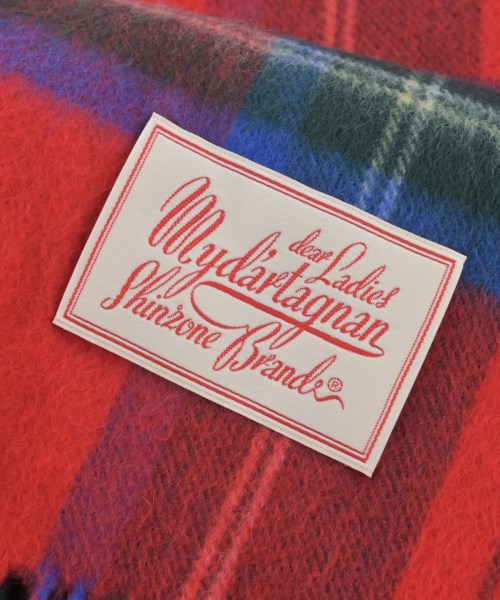 dear Ladies
Myd'artagnan
Shinzone Brand
®